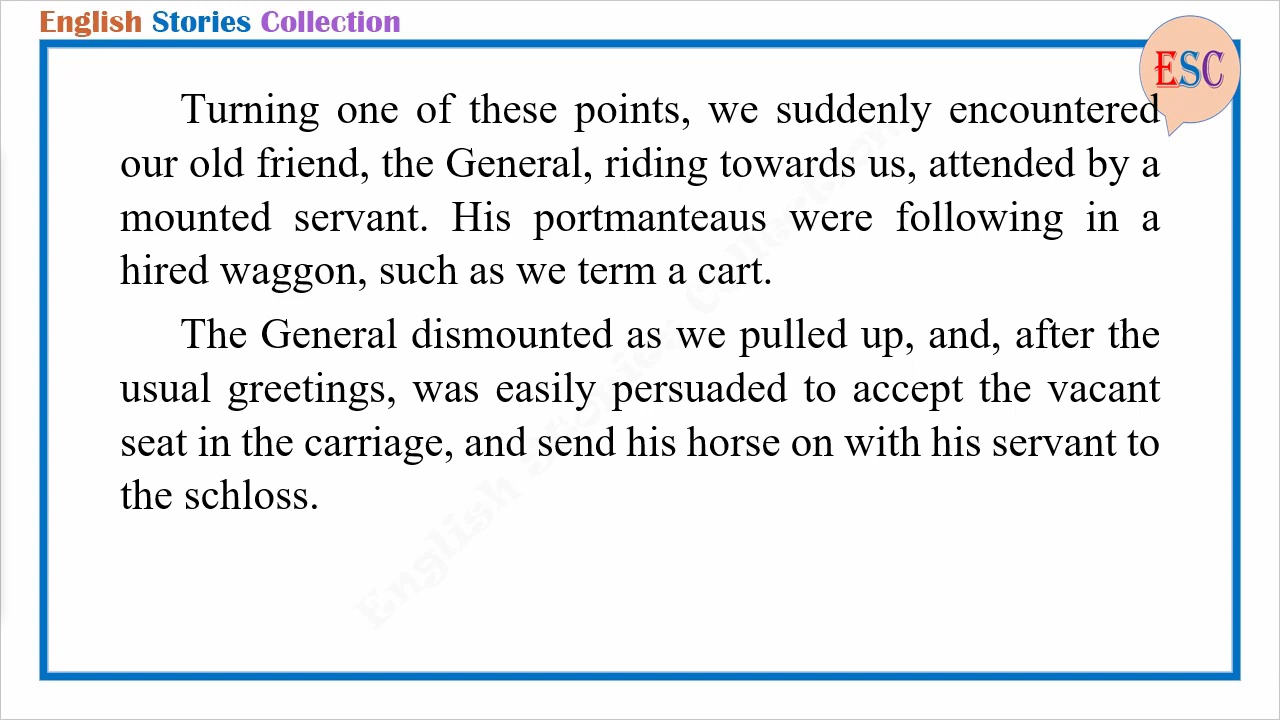 English Stories Collection
ESC
Turning one of these points, we suddenly encountered
our old friend, the General, riding towards us, attended by a
mounted servant. His portmanteaus were following in a
hired waggon, such as we term a cart.
The General dismounted as we pulled up, and, after the
usual greetings, was easily persuaded to accept the vacant
seat in the carriage, and send his horse on with his servant to
the schloss.
English Stories Collection